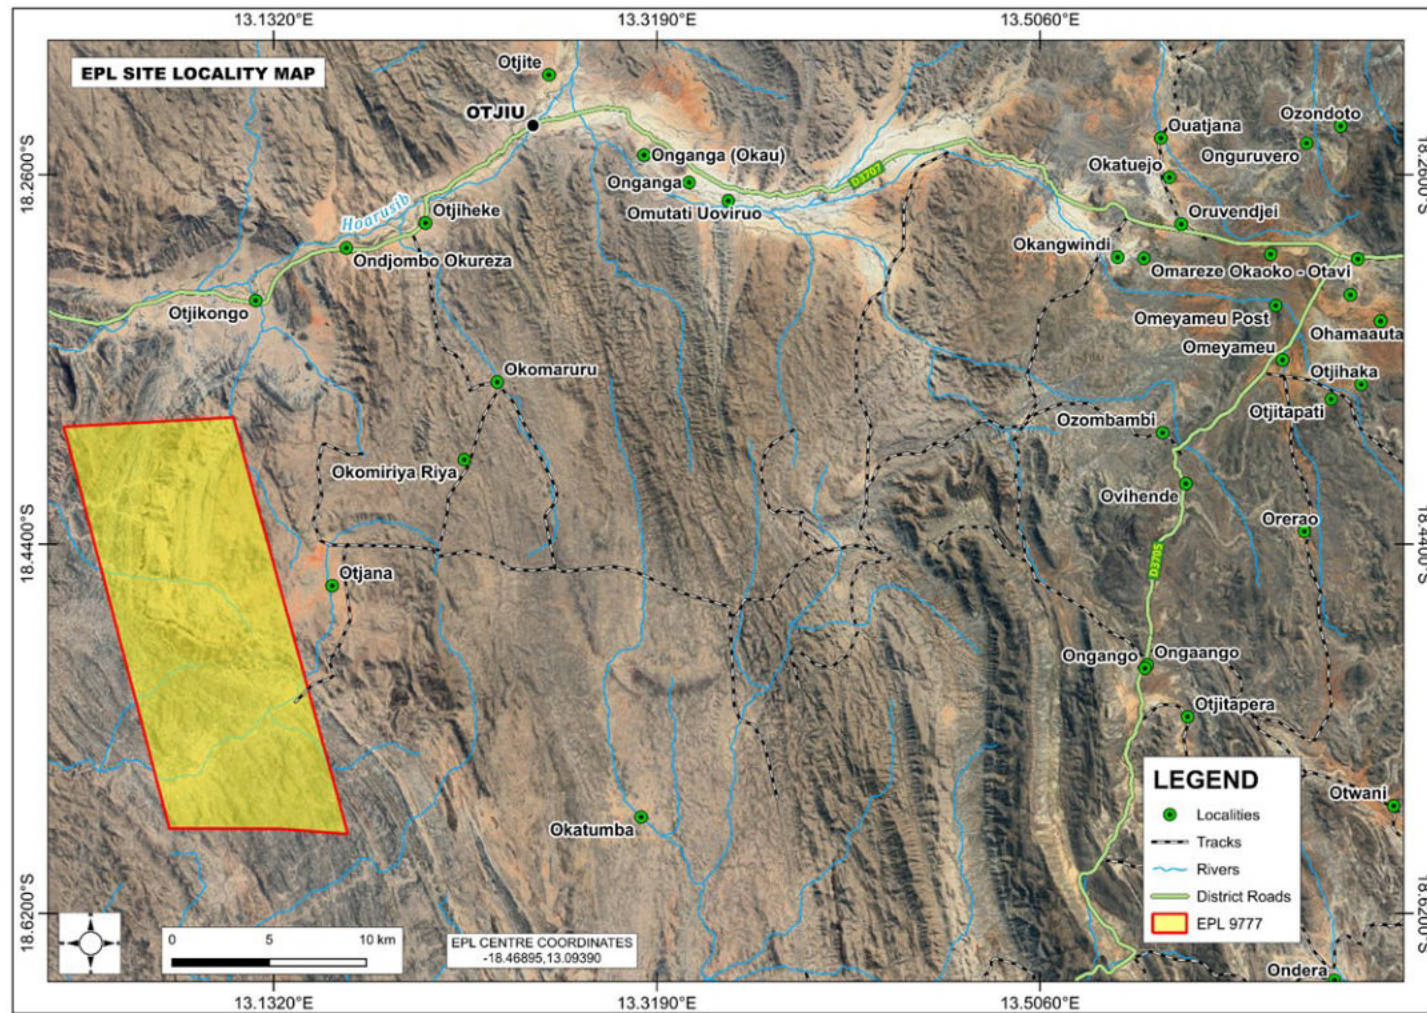 13.1320°E
13.3190°E
13.5060°E
EPL SITE LOCALITY MAP
Otjite
OTJIU
Ouatjana
Ozondoto
Onganga (Okau)
Okatuejo
Onguruvero
18.2600°S
18.2600°S
D3707
Onganga
Hoarusib
Otjiheke
Omutati Uoviruo
Oruvendjei
Okangwindi
Ondjombo Okureza
Omareze
Okaoko - Otavi
Otjikongo
Omeyameu Post
Ohamaauta
Omeyameu
Okomaruru
Otjihaka
Ozombambi
Otjitapati
Okomiriya Riya
Ovihende
Orerao
18.4400°S
18.4400°S
D3705
Otjana
Ongango
Ongaango
Otjitapera
LEGEND
Otwani
Localities
Okatumba
Tracks
Rivers
District Roads
EPL 9777
18.6200°S
18.6200°S
0 5 10 km
EPL CENTRE COORDINATES
-18.46895,13.09390
Ondera
13.1320°E
13.3190°E
13.5060°E